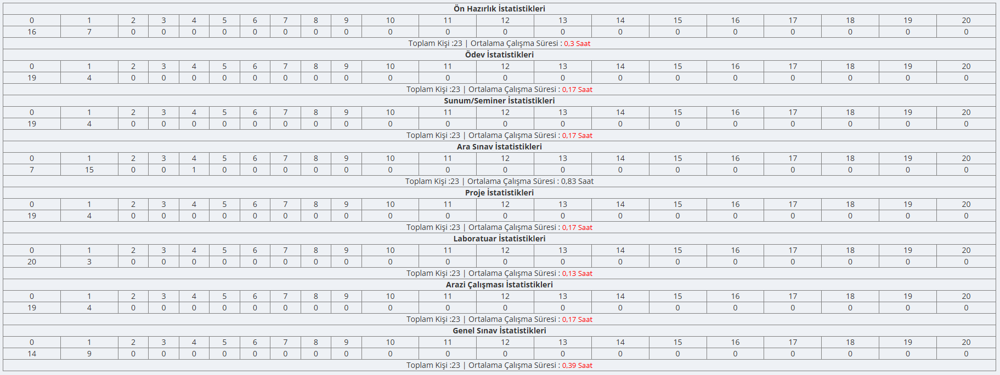 Ön Hazırlık İstatistikleri
0 1 2 3 4 5 6 7 8 9 10 11 12 13 14 15 16 17 18 19 20
16 7 0 0 0 0 0 0 0 0 0 0 0 0 0 0 0 0 0 0 0
Toplam Kişi :23 | Ortalama Çalışma Süresi : 0,3 Saat
Ödev İstatistikleri
0 1 2 3 4 5 6 7 8 9 10 11 12 13 14 15 16 17 18 19 20
19 4 0 0 0 0 0 0 0 0 0 0 0 0 0 0 0 0 0 0 0
Toplam Kişi :23 | Ortalama Çalışma Süresi : 0,17 Saat
Sunum/Seminer İstatistikleri
0 1 2 3 4 5 6 7 8 9 10 11 12 13 14 15 16 17 18 19 20
19 4 0 0 0 0 0 0 0 0 0 0 0 0 0 0 0 0 0 0 0
Toplam Kişi :23 | Ortalama Çalışma Süresi : 0,17 Saat
Ara Sınav İstatistikleri
0 1 2 3 4 5 6 7 8 9 10 11 12 13 14 15 16 17 18 19 20
7 15 0 0 1 0 0 0 0 0 0 0 0 0 0 0 0 0 0 0 0
Toplam Kişi :23 | Ortalama Çalışma Süresi : 0,83 Saat
Proje İstatistikleri
0 1 2 3 4 5 6 7 8 9 10 11 12 13 14 15 16 17 18 19 20
19 4 0 0 0 0 0 0 0 0 0 0 0 0 0 0 0 0 0 0 0
Toplam Kişi :23 | Ortalama Çalışma Süresi : 0,17 Saat
Laboratuar İstatistikleri
0 1 2 3 4 5 6 7 8 9 10 11 12 13 14 15 16 17 18 19 20
20 3 0 0 0 0 0 0 0 0 0 0 0 0 0 0 0 0 0 0 0
Toplam Kişi :23 | Ortalama Çalışma Süresi : 0,13 Saat
Arazi Çalışması İstatistikleri
0 1 2 3 4 5 6 7 8 9 10 11 12 13 14 15 16 17 18 19 20
19 4 0 0 0 0 0 0 0 0 0 0 0 0 0 0 0 0 0 0 0
Toplam Kişi :23 | Ortalama Çalışma Süresi : 0,17 Saat
Genel Sınav İstatistikleri
0 1 2 3 4 5 6 7 8 9 10 11 12 13 14 15 16 17 18 19 20
14 9 0 0 0 0 0 0 0 0 0 0 0 0 0 0 0 0 0 0 0
Toplam Kişi :23 | Ortalama Çalışma Süresi : 0,39 Saat